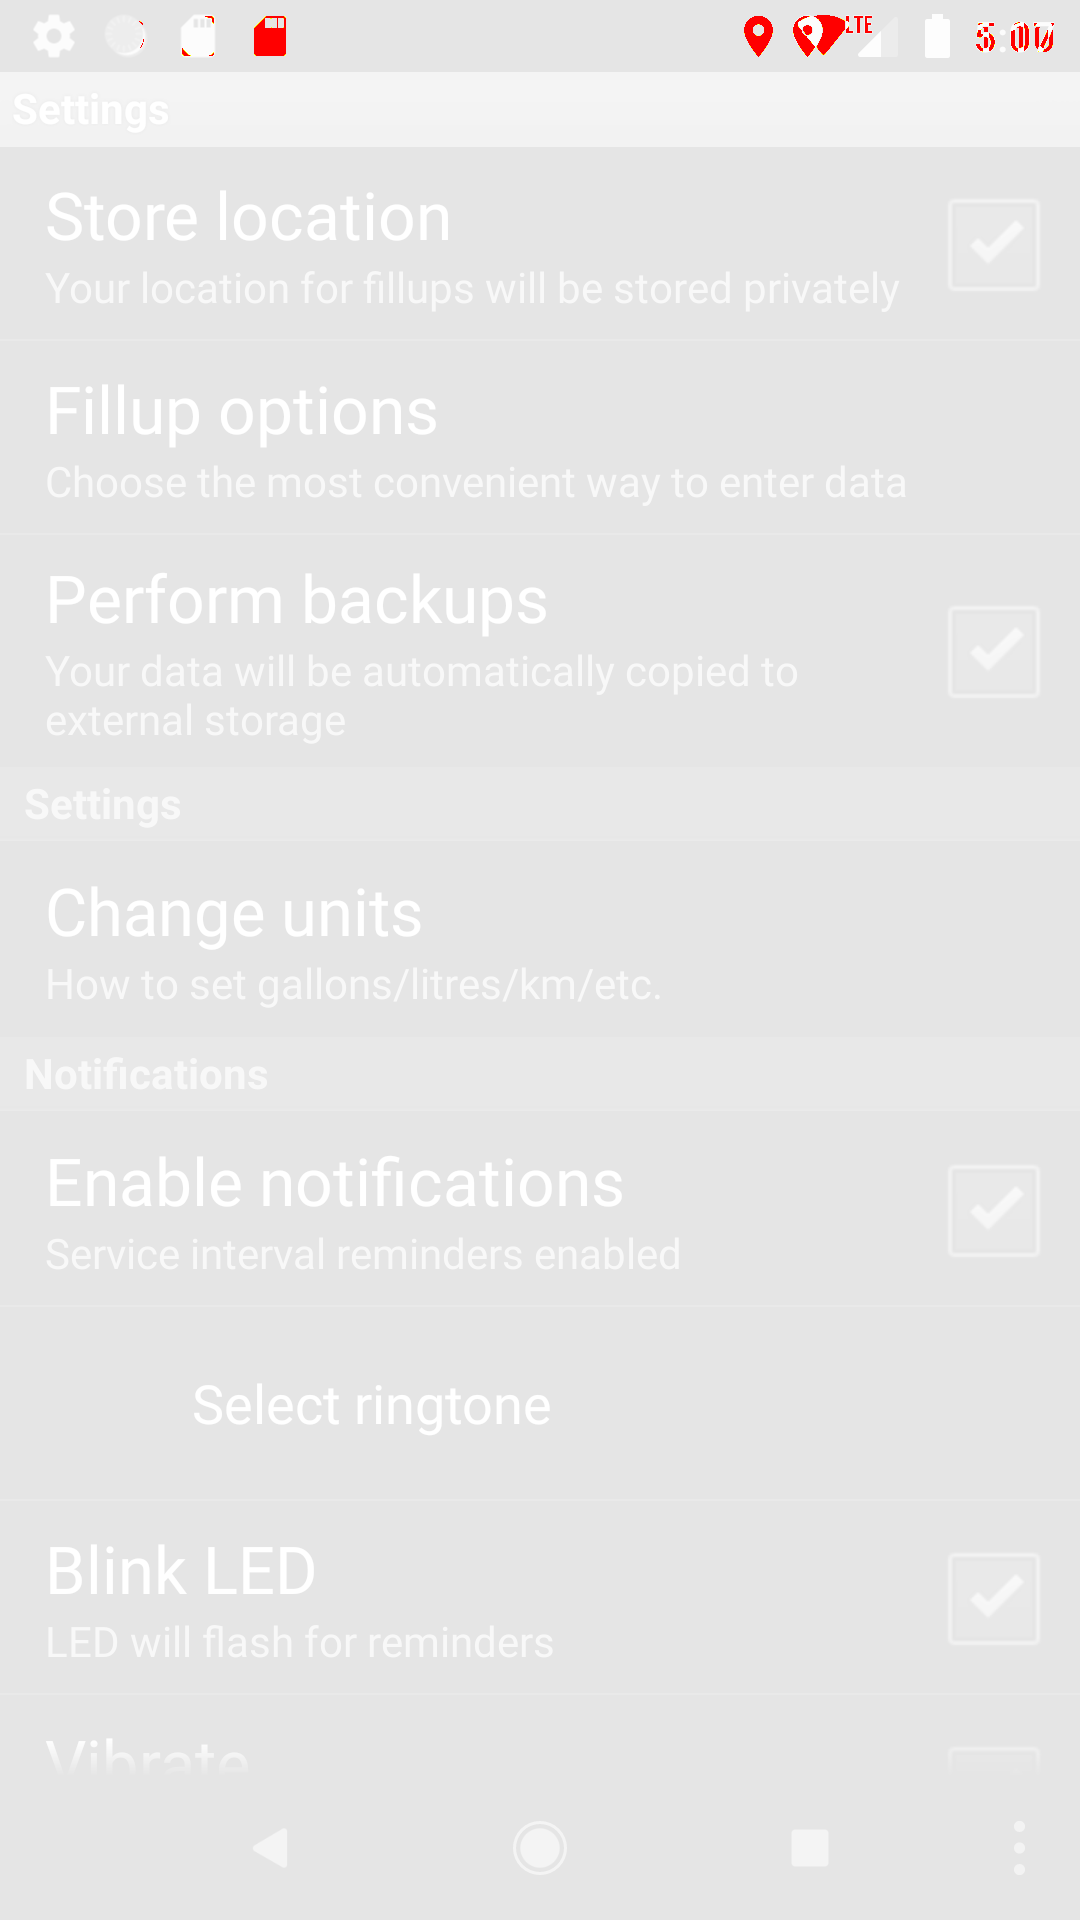 LTE
Settings
Store location
Your location for fillups will be stored privately
Fillup options
Choose the most convenient way to enter data
Perform backups
Your data will be automatically copied to
external storage
Settings
Change units
How to set gallons/litres/km/etc.
Notifications
Enable notifications
Service interval reminders enabled
Select ringtone
Blink LED
LED will flash for reminders
Vibrate